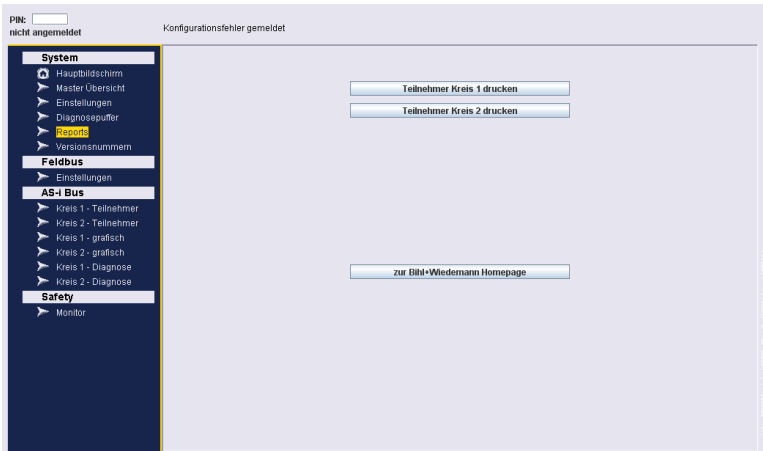 PIN:
nicht angemeldet
Konfigurationsfehler gemeldet
System
Hauptbildschirm
Master Übersicht
Einstellungen
Diagnosepuffer
Reports
Versionsnummern
Feldbus
Einstellungen
AS-i Bus
Kreis 1 - Teilnehmer
Kreis 2 - Teilnehmer
Kreis 1 - grafisch
Kreis 2 - grafisch
Kreis 1 - Diagnose
Kreis 2 - Diagnose
Safety
Monitor
Teilnehmer Kreis 1 drucken
Teilnehmer Kreis 2 drucken
zur Bihl+Wiedemann Homepage